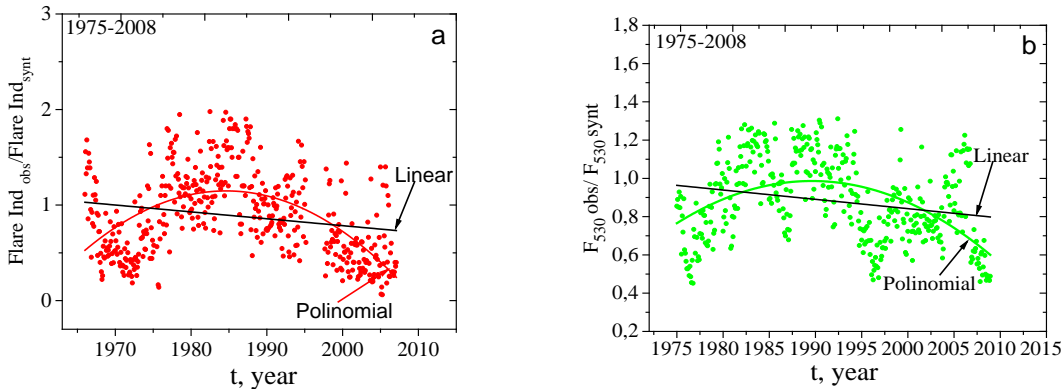 1975-2008
a
Flare Ind obs/Flare Indsynt
3
2
1
0
Linear
Polinomial
1970 1980 1990 2000 2010
t, year
1975-2008
b
F530 obs/ F530 synt
1,8
1,6
1,4
1,2
1,0
0,8
0,6
0,4
0,2
Linear
Polinomial
1975 1980 1985 1990 1995 2000 2005 2010 2015
t, year